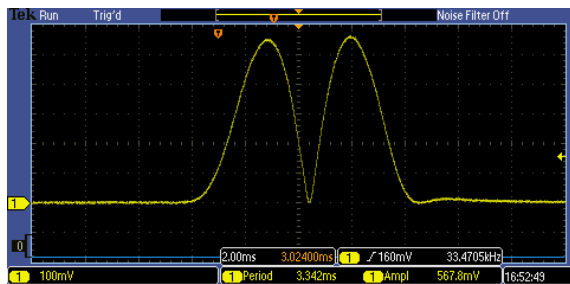 Tek Run Trig'd Noise Filter Off
T
T
1
0
2.00ms 3.02400ms 1 ∫ 160mV 33.4705kHz
1 100mV 1 Period 3.342ms 1 Ampl 567.8mV 16:52:49